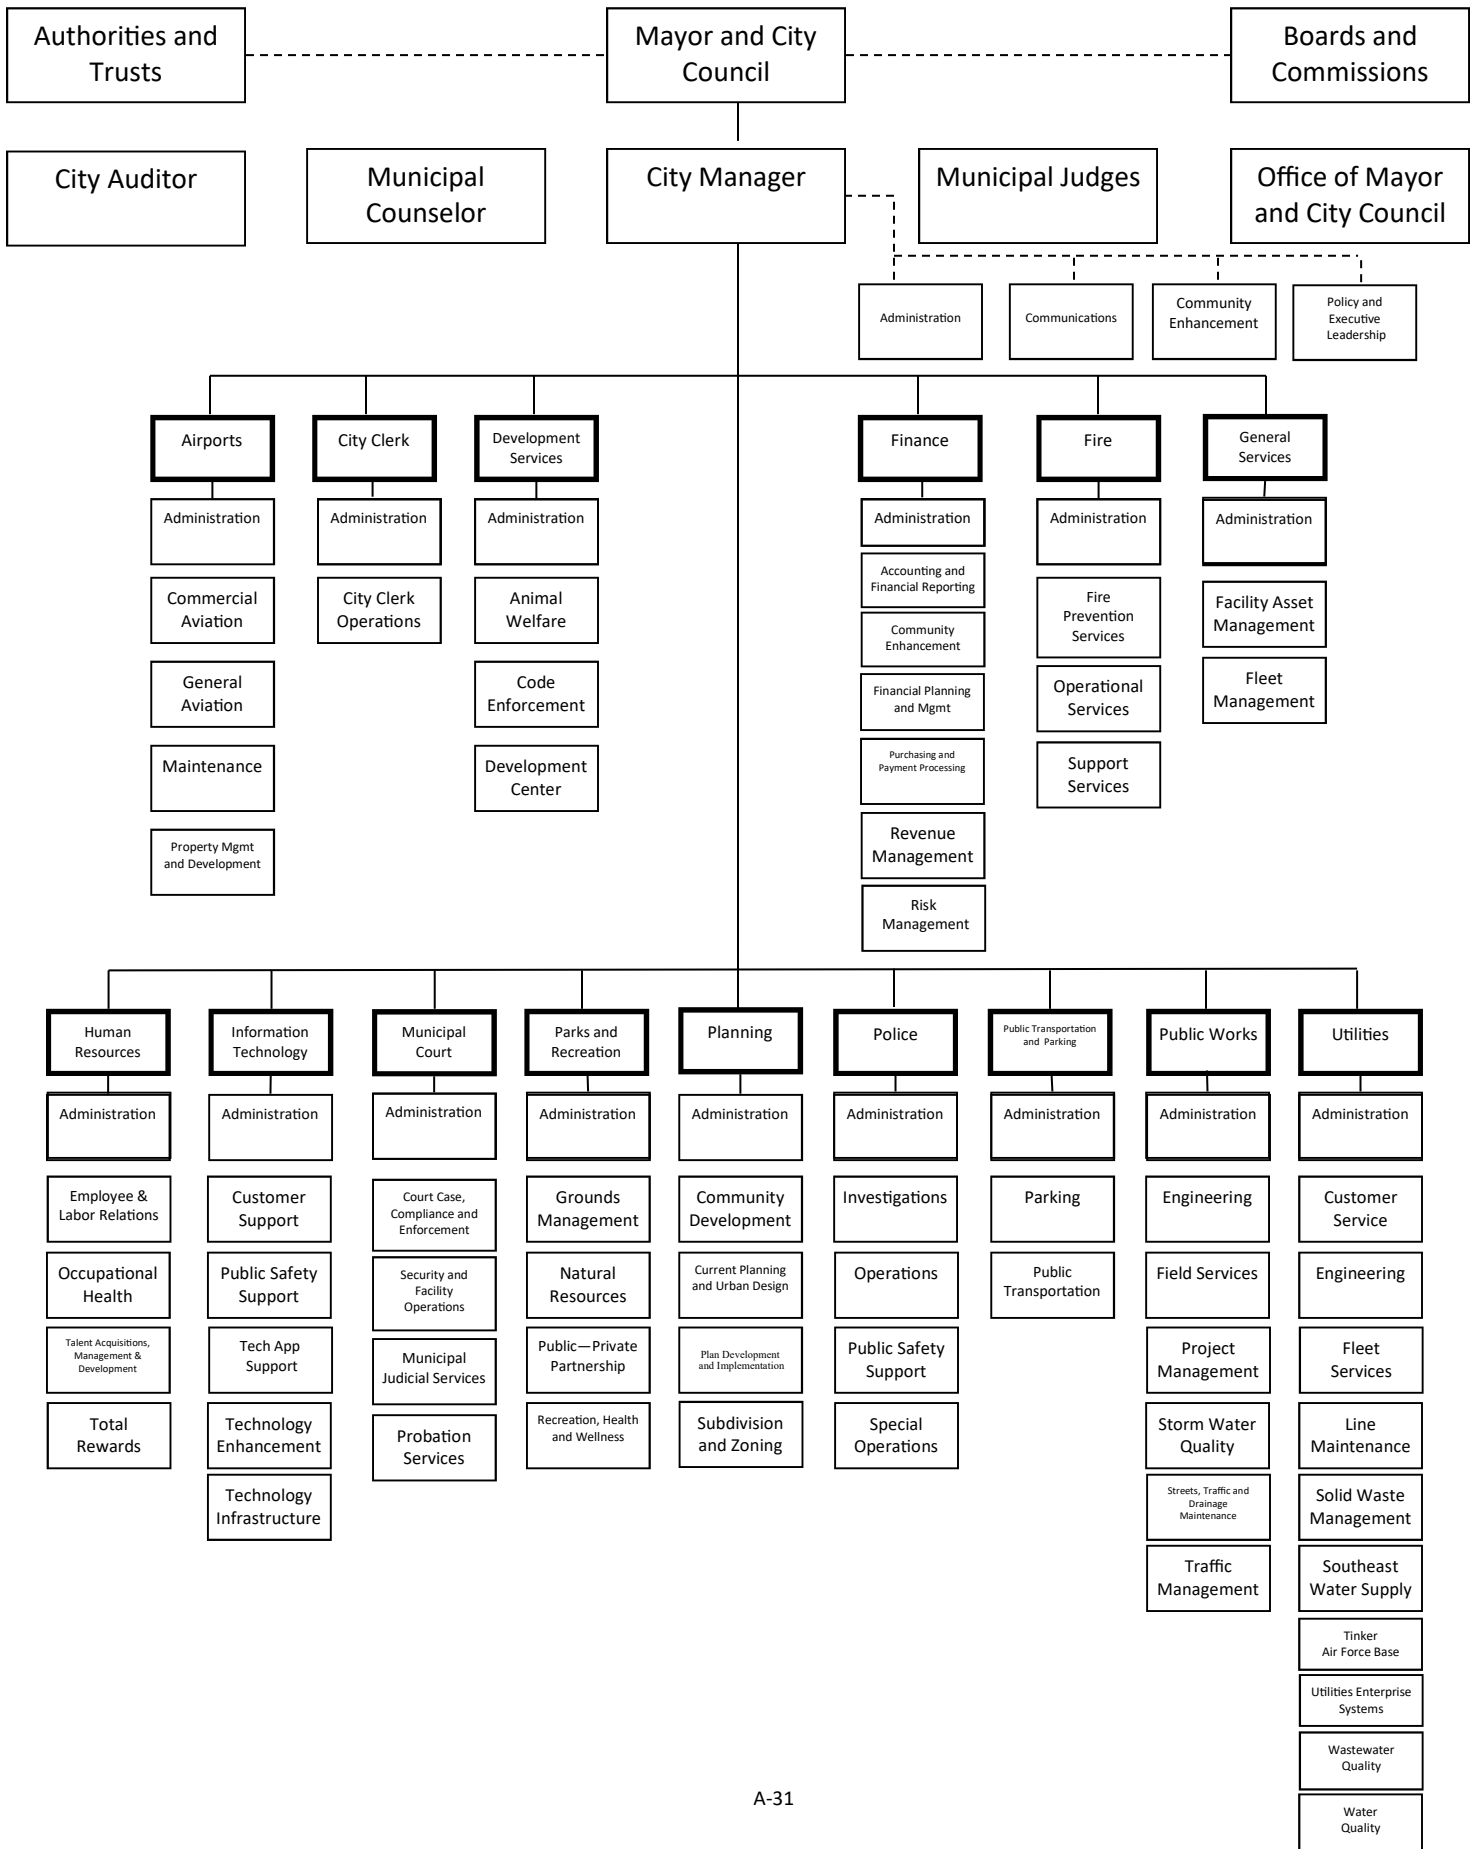 Authorities and
Trusts
Mayor and City
Council
Boards and
Commissions
City Auditor
Municipal
Counselor
City Manager
Municipal Judges
Office of Mayor
and City Council
Administration
Communications
Community
Enhancement
Policy and
Executive
Leadership
Airports
Administration
Commercial
Aviation
General
Aviation
Maintenance
Property Mgmt
and Development
City Clerk
Administration
City Clerk
Operations
Development
Services
Administration
Animal
Welfare
Code
Enforcement
Development
Center
Finance
Administration
Accounting and
Financial Reporting
Community
Enhancement
Financial Planning
and Mgmt
Purchasing and
Payment Processing
Revenue
Management
Risk
Management
Fire
Administration
Fire
Prevention
Services
Operational
Services
Support
Services
General
Services
Administration
Facility Asset
Management
Fleet
Management
Human
Resources
Administration
Employee &
Labor Relations
Occupational
Health
Talent Acquisitions,
Management &
Development
Total
Rewards
Information
Technology
Administration
Customer
Support
Public Safety
Support
Tech App
Support
Technology
Enhancement
Technology
Infrastructure
Municipal
Court
Administration
Court Case,
Compliance and
Enforcement
Security and
Facility
Operations
Municipal
Judicial Services
Probation
Services
Parks and
Recreation
Administration
Grounds
Management
Natural
Resources
Public—Private
Partnership
Recreation, Health
and Wellness
Planning
Administration
Community
Development
Current Planning
and Urban Design
Plan Development
and Implementation
Subdivision
and Zoning
Police
Administration
Investigations
Operations
Public Safety
Support
Special
Operations
Public Transportation
and Parking
Administration
Parking
Public
Transportation
Public Works
Administration
Engineering
Field Services
Project
Management
Storm Water
Quality
Streets, Traffic and
Drainage
Maintenance
Traffic
Management
Utilities
Administration
Customer
Service
Engineering
Fleet
Services
Line
Maintenance
Solid Waste
Management
Southeast
Water Supply
Tinker
Air Force Base
Utilities Enterprise
Systems
Wastewater
Quality
Water
Quality
A-31